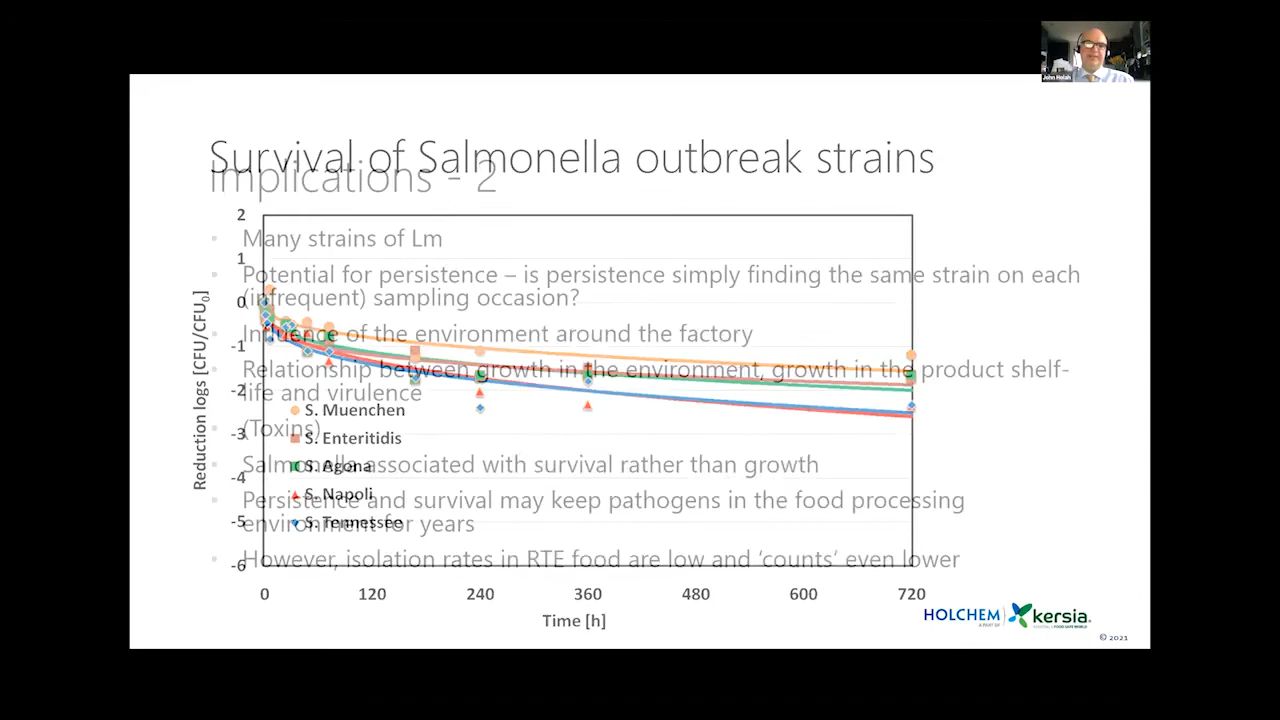 John Holah
Survival of Salmonella outbreak strains
Implications - 2
Many strains of Lm
Potential for persistence – is persistence simply finding the same strain on each
(infrequent) sampling occasion?
Influence of the environment around the factory
Relationship between growth in the environment, growth in the product shelf-
life and virulence
(Toxins)
Salmonella associated with survival rather than growth
Persistence and survival may keep pathogens in the food processing
environment for years
However, isolation rates in RTE food are low and ‘counts’ even lower
Reduction logs [CFU/CFU0]
2
1
0
-1
-2
-3
-4
-5
-6
S. Muenchen
S. Enteritidis
S. Agona
S. Napoli
S. Tennessee
0 120 240 360 480 600 720
Time [h]
HOLCHEM
A PART OF
kersia
© 2021